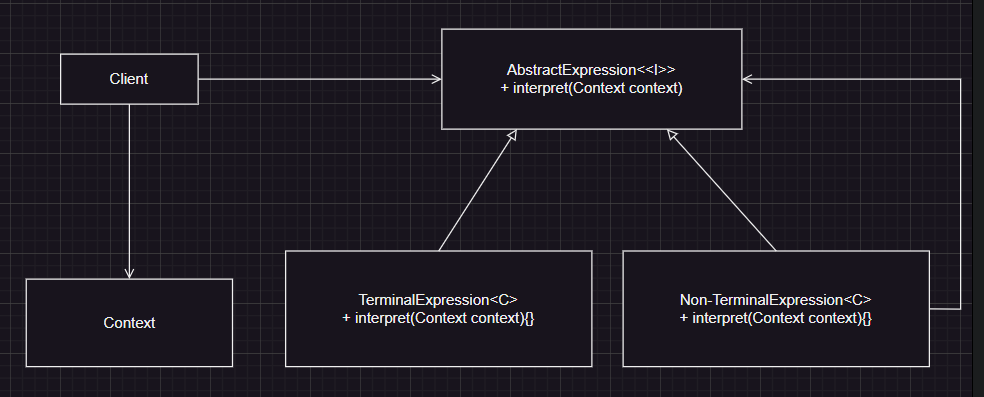 Client
AbstractExpression<<I>>
+ interpret(Context context)
Context
TerminalExpression<C>
+ interpret(Context context){}
Non-TerminalExpression<C>
+ interpret(Context context){}